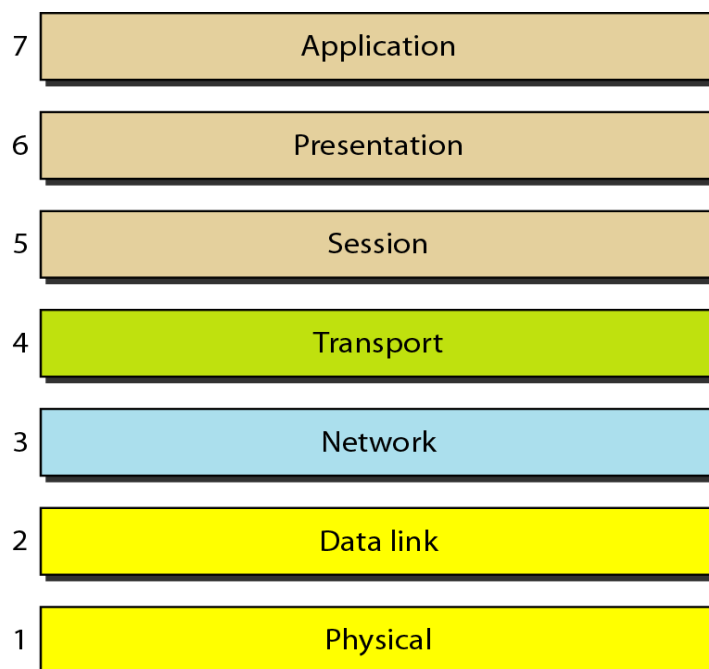 7 Application
6 Presentation
5 Session
4 Transport
3 Network
2 Data link
1 Physical